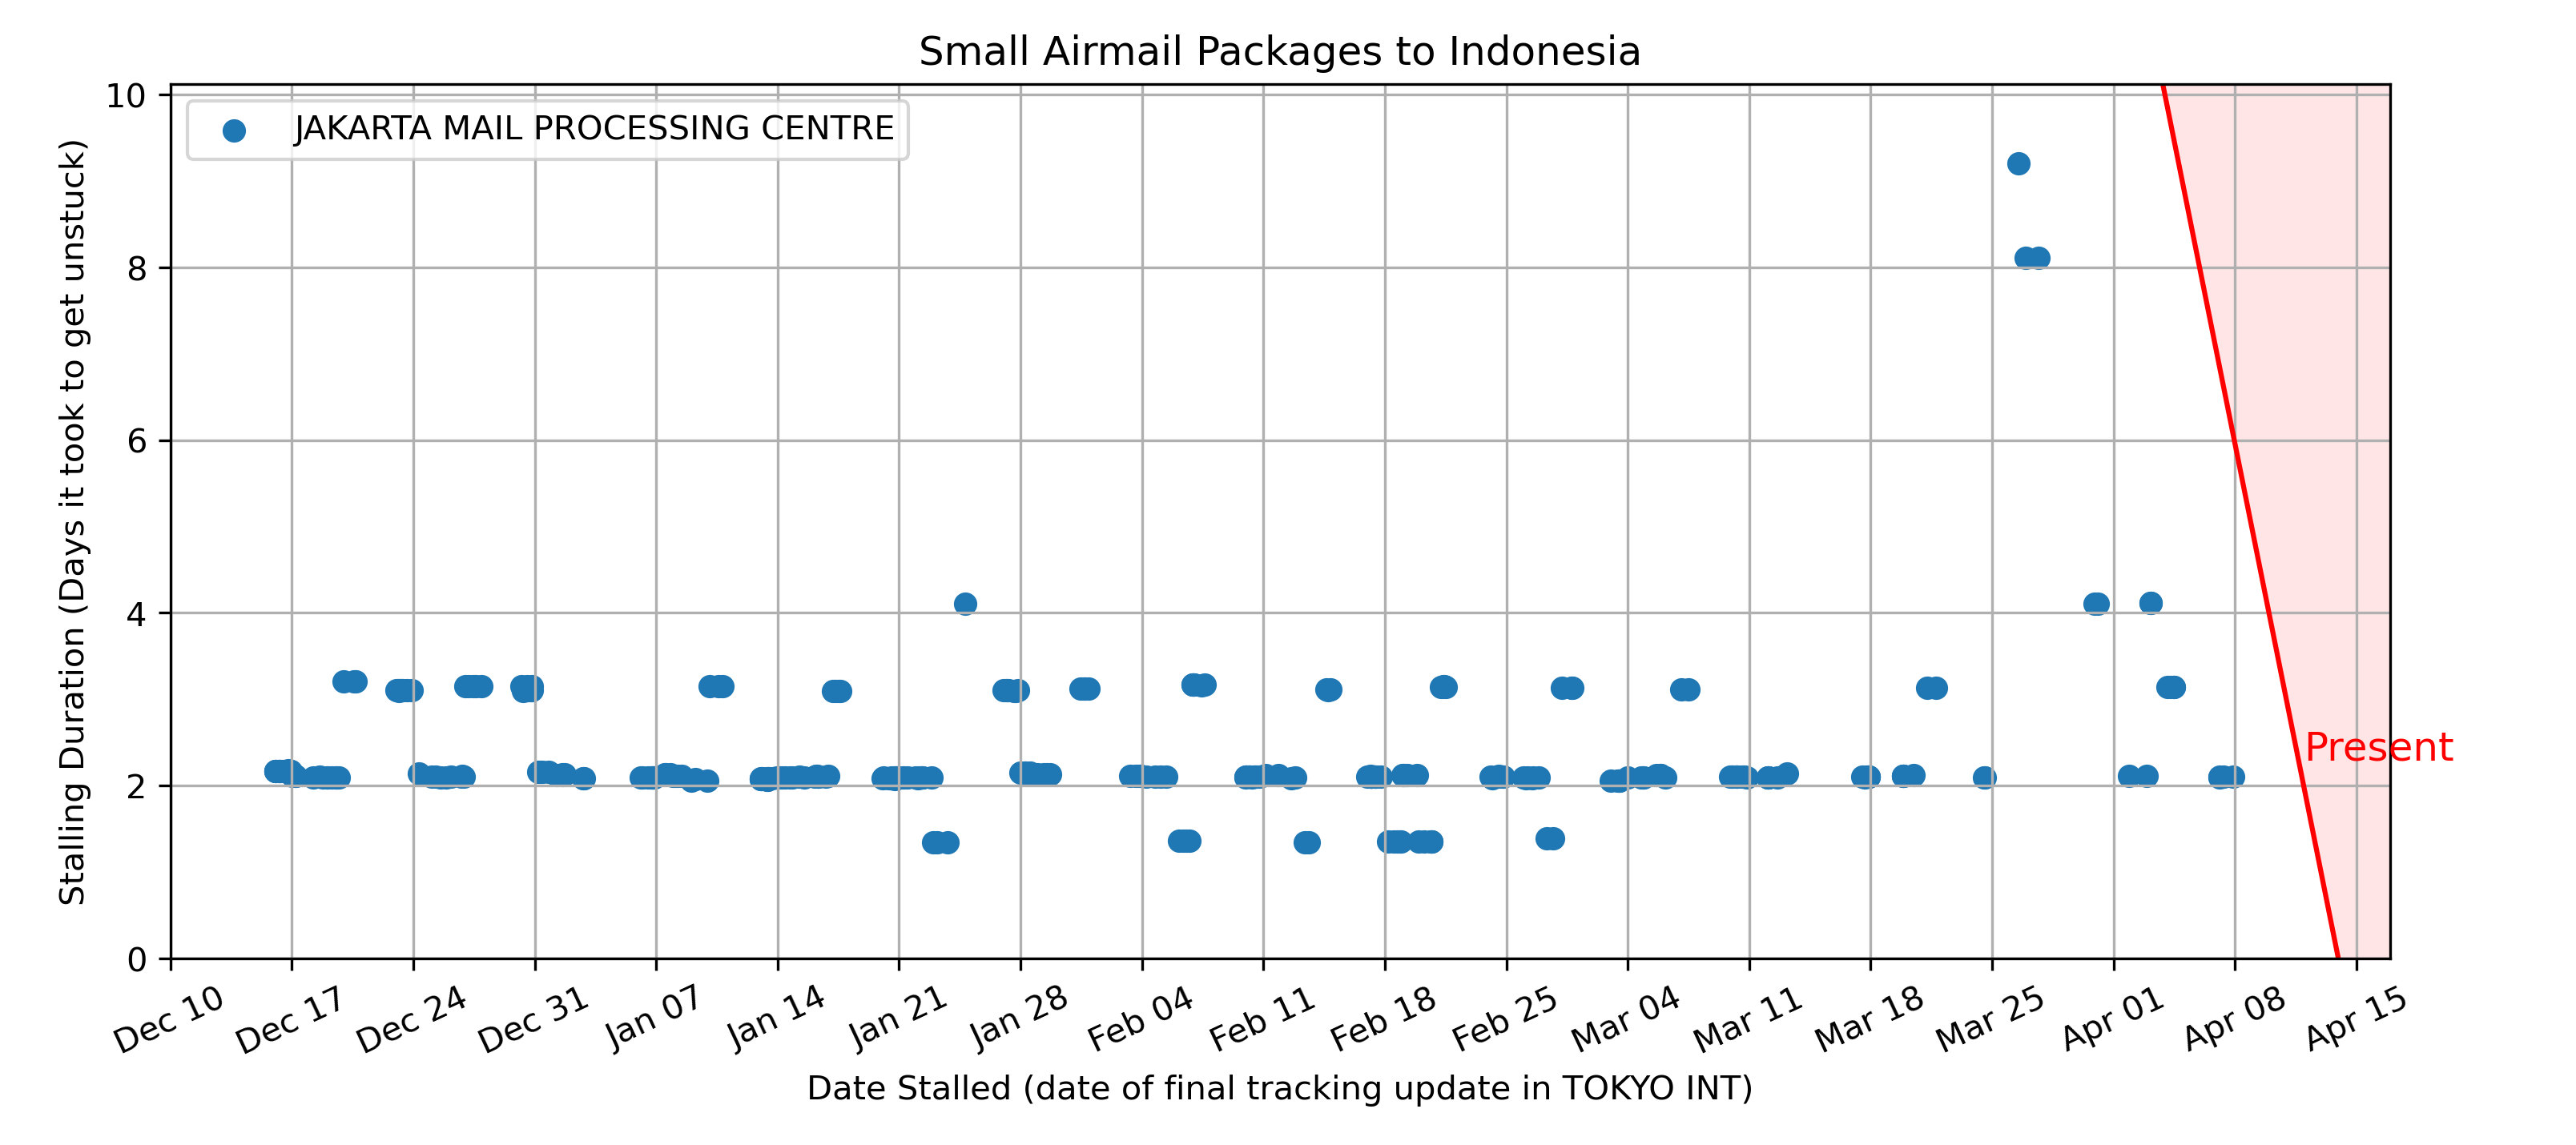 Small Airmail Packages to Indonesia
JAKARTA MAIL PROCESSING CENTRE
Stalling Duration (Days it took to get unstuck)
10
8
6
4
2
0
Present
Dec 10
Dec 17
Dec 24
Dec 31
Jan 07
Jan 14
Jan 21
Jan 28
Feb 04
Feb 11
Feb 18
Feb 25
Mar 04
Mar 11
Mar 18
Mar 25
Apr 01
Apr 08
Apr 15
Date Stalled (date of final tracking update in TOKYO INT)